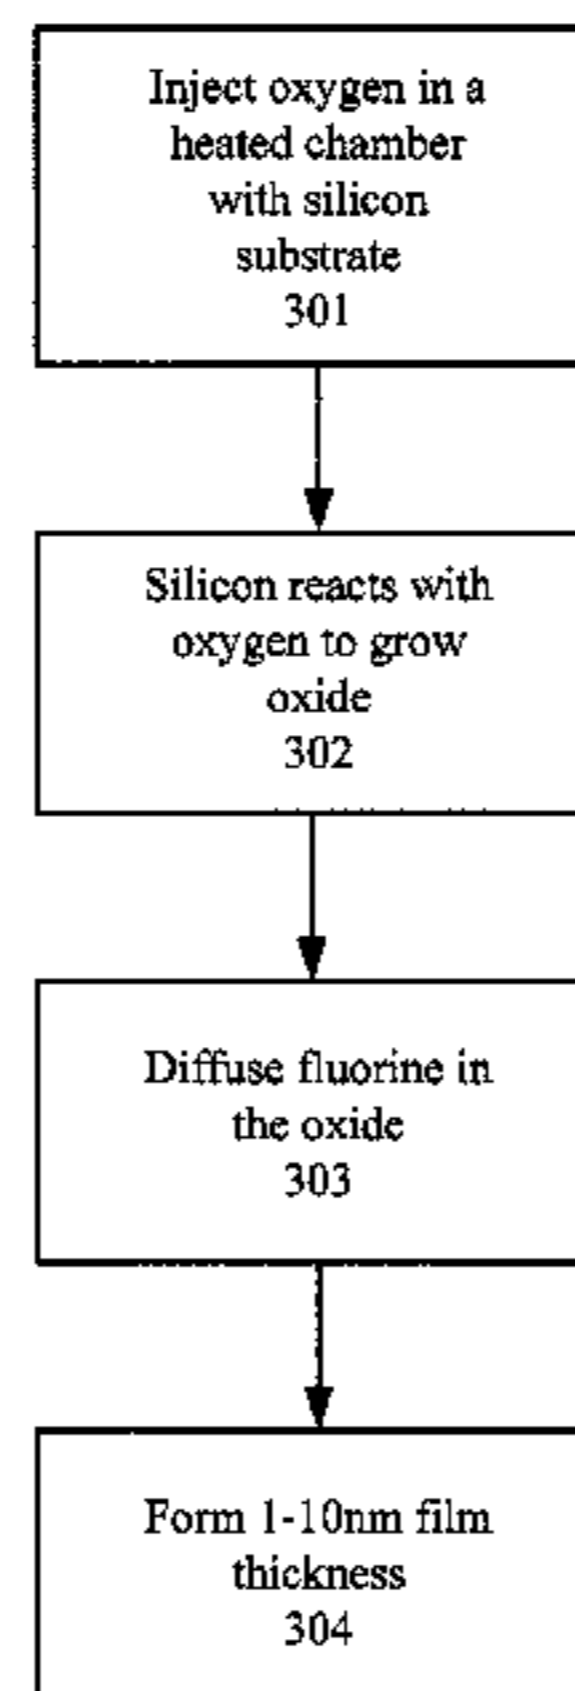 Inject oxygen in a
heated chamber
with silicon
substrate
301
Silicon reacts with
oxygen to grow
oxide
302
Diffuse fluorine in
the oxide
303
Form 1-10nm film
thickness
304